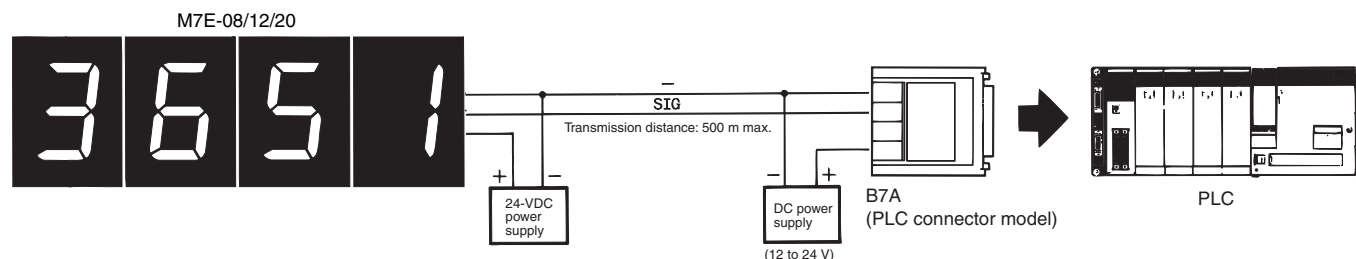 M7E-08/12/20
3651
−
SIG
Transmission distance: 500 m max.
+ −
24-VDC
power
supply
− +
DC power
supply
(12 to 24 V)
B7A
(PLC connector model)
PLC